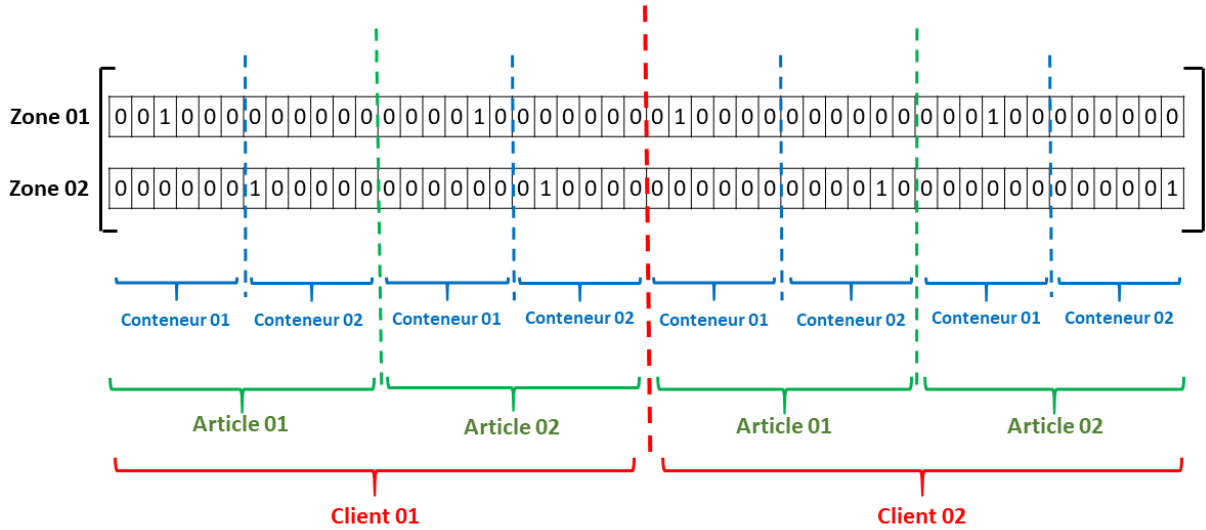 Zone 01 0 0 1 0 0 0 0 0 0 0 0 0 0 0 0 0 1 0 0 0 0 0 0 0 0 1 0 0 0 0 0 0 0 0 0 0 0 0 0 1 0 0 0 0 0 0 0 0
Zone 02 0 0 0 0 0 0 1 0 0 0 0 0 0 0 0 0 0 0 0 1 0 0 0 0 0 0 0 0 0 0 0 0 0 0 1 0 0 0 0 0 0 0 0 0 0 0 0 1
Conteneur 01 Conteneur 02 Conteneur 01 Conteneur 02 Conteneur 01 Conteneur 02 Conteneur 01 Conteneur 02
Article 01 Article 02 Article 01 Article 02
Client 01 Client 02